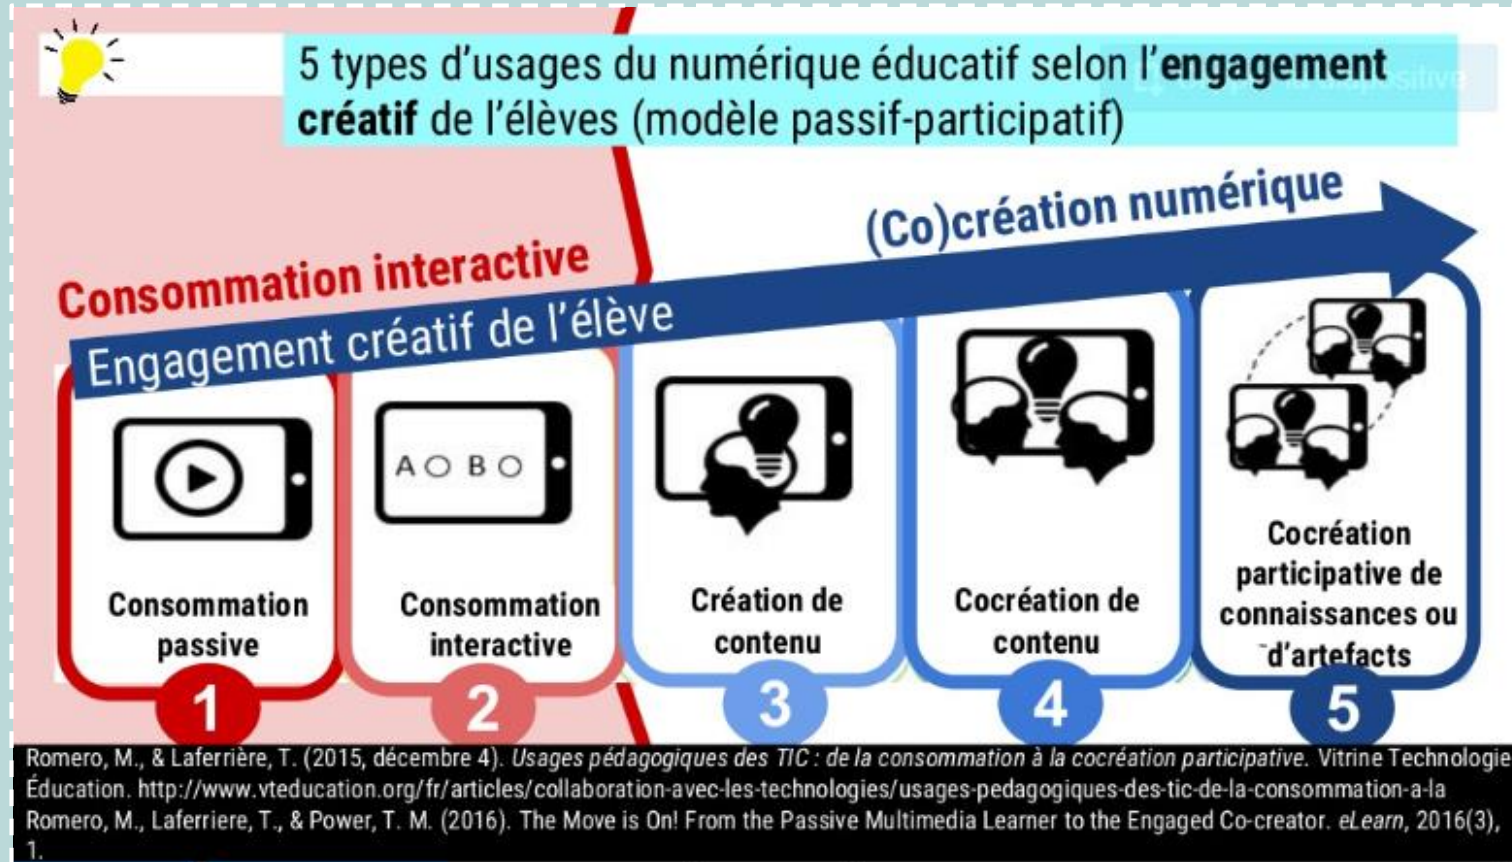 5 types d'usages du numérique éducatif selon l'engagement
créatif de l'élèves (modèle passif-participatif)
(Co)création numérique
Consommation interactive
Engagement créatif de l'élève
A O B O
Consommation
passive
1
Consommation
interactive
2
Création de
contenu
3
Cocréation de
contenu
4
Cocréation
participative de
connaissances ou
d'artefacts
5
Romero, M., & Laferrière, T. (2015, décembre 4). Usages pédagogiques des TIC : de la consommation à la cocréation participative. Vitrine Technologie
Éducation. http://www.vteducation.org/fr/articles/collaboration-avec-les-technologies/usages-pedagogiques-des-tic-de-la-consommation-a-la
Romero, M., Laferriere, T., & Power, T. M. (2016). The Move is On! From the Passive Multimedia Learner to the Engaged Co-creator. eLearn, 2016(3),
1.